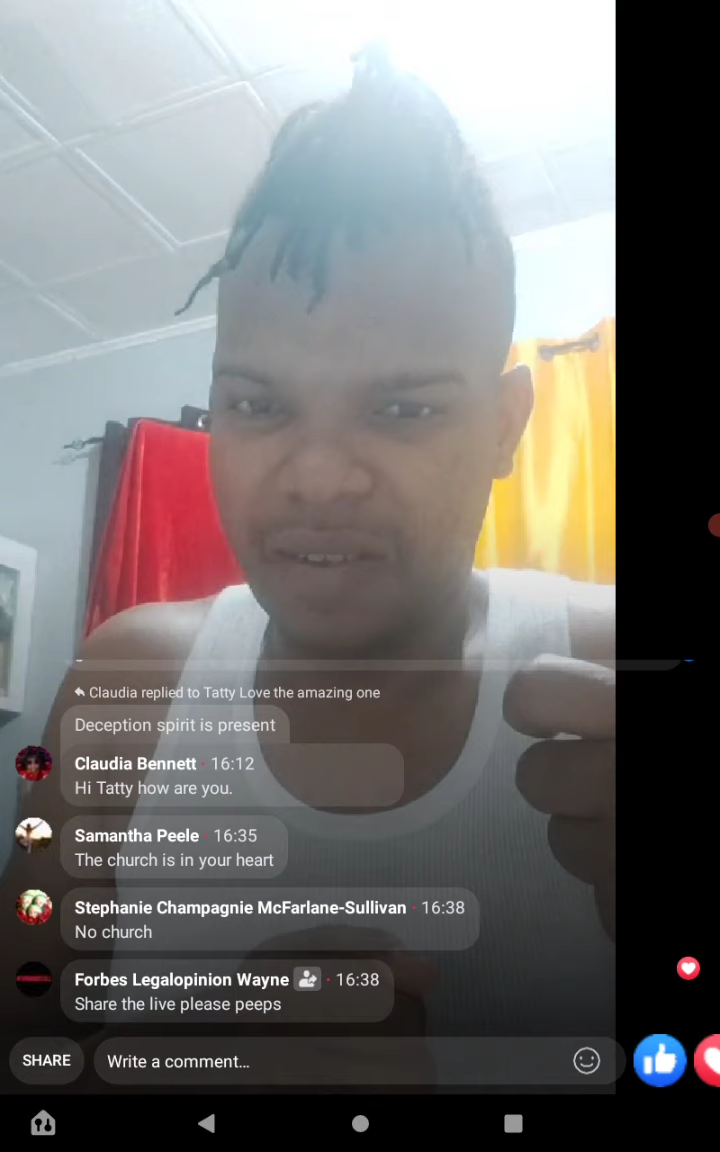 Claudia replied to Tatty Love the amazing one
Deception spirit is present
Claudia Bennett · 16:12
Hi Tatty how are you.
Samantha Peele · 16:35
The church is in your heart
Stephanie Champagnie McFarlane-Sullivan · 16:38
No church
Forbes Legalopinion Wayne · 16:38
Share the live please peeps
SHARE
Write a comment...